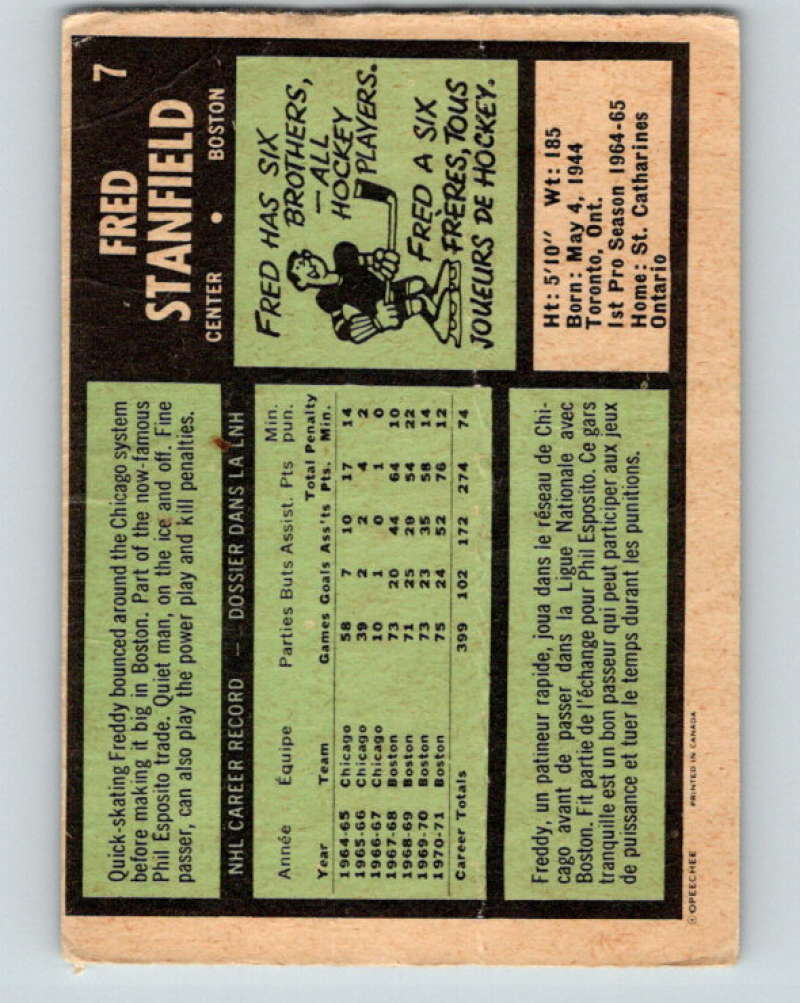 7
FRED
STANFIELD
CENTER • BOSTON
Quick-skating Freddy bounced around the Chicago system
before making it big in Boston. Part of the now-famous
Phil Esposito trade. Quiet man, on the ice and off. Fine
passer, can also play the power play and kill penalties.
FRED HAS SIX
BROTHERS,
—ALL
HOCKEY
PLAYERS.
FRED A SIX
FRÈRES, TOUS
JOUEURS DE HOCKEY.
NHL CAREER RECORD — DOSSIER DANS LA LNH
Année Équipe Parties Buts Assist. Pts Min. pun.
Year Team Games Goals Ass'ts Total Pts. Penalty Min.
1964-65 Chicago 58 7 10 17 14
1965-66 Chicago 39 2 2 4 2
1966-67 Chicago 10 1 0 1 0
1967-68 Boston 73 20 44 64 10
1968-69 Boston 71 25 29 54 22
1969-70 Boston 73 23 35 58 14
1970-71 Boston 75 24 52 76 12
Career Totals 399 102 172 274 74
Ht: 5'10" Wt: 185
Born: May 4, 1944
Toronto, Ont.
1st Pro Season 1964-65
Home: St. Catharines
Ontario
Freddy, un patineur rapide, joua dans le réseau de Chi-
cago avant de passer dans la Ligue Nationale avec
Boston. Fit partie de l'échange pour Phil Esposito. Ce gars
tranquille est un bon passeur qui peut participer aux jeux
de puissance et tuer le temps durant les punitions.
© OPEECHEE PRINTED IN CANADA